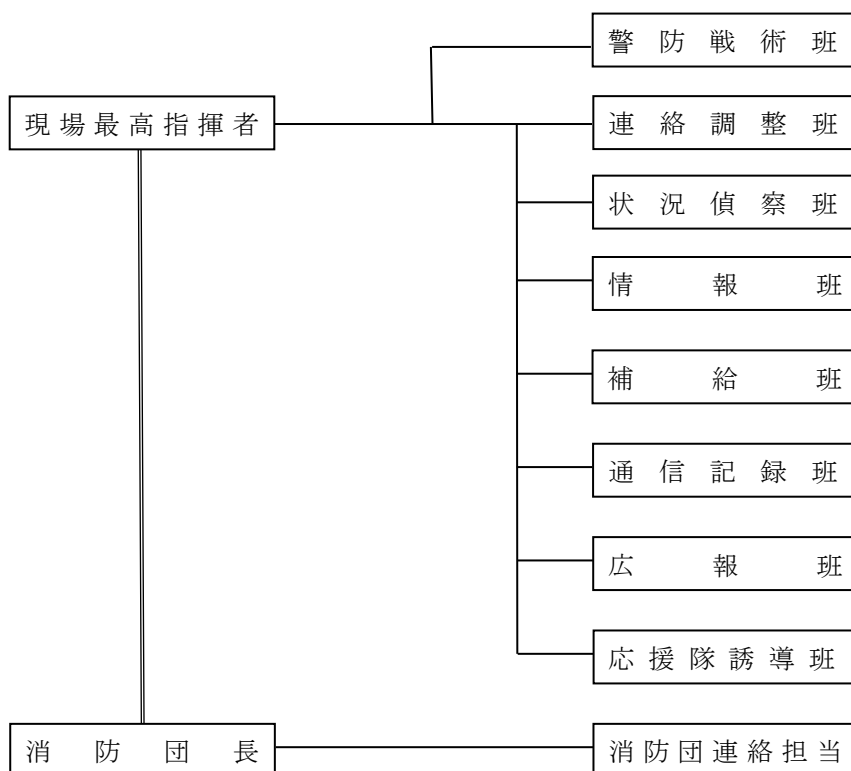 警防戦術班
現場最高指揮者
連絡調整班
状況偵察班
情報班
補給班
通信記録班
広報班
応援隊誘導班
消防団長
消防団連絡担当